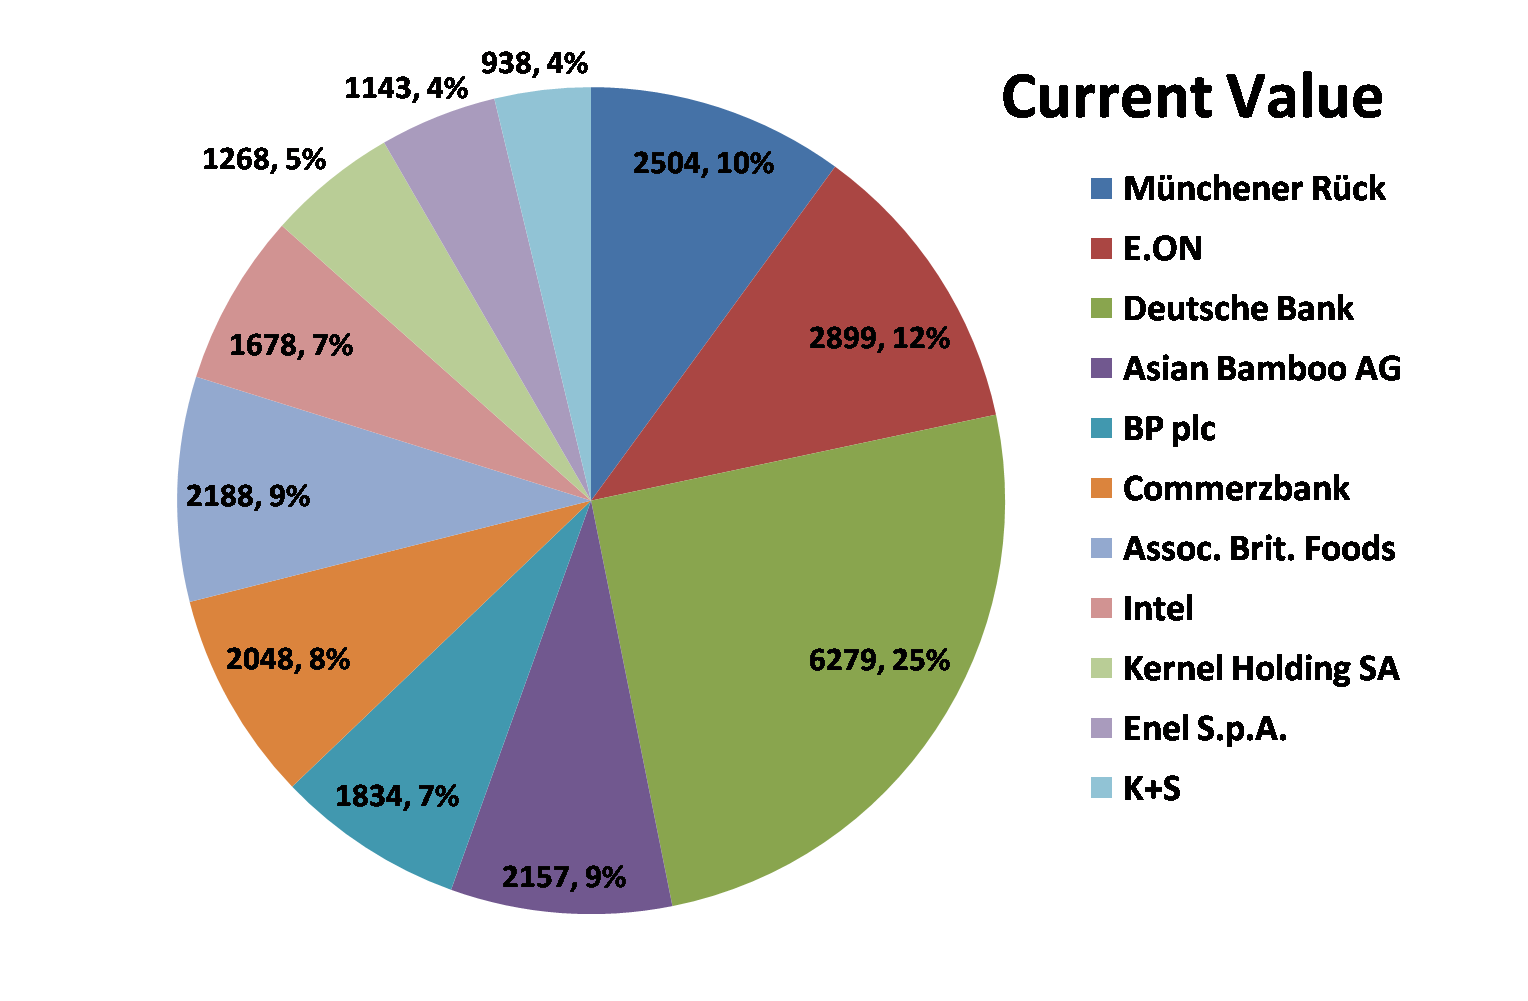 Current Value
938, 4%
1143, 4%
1268, 5%
2504, 10%
2899, 12%
1678, 7%
2188, 9%
2048, 8%
6279, 25%
1834, 7%
2157, 9%
Münchener Rück
E.ON
Deutsche Bank
Asian Bamboo AG
BP plc
Commerzbank
Assoc. Brit. Foods
Intel
Kernel Holding SA
Enel S.p.A.
K+S